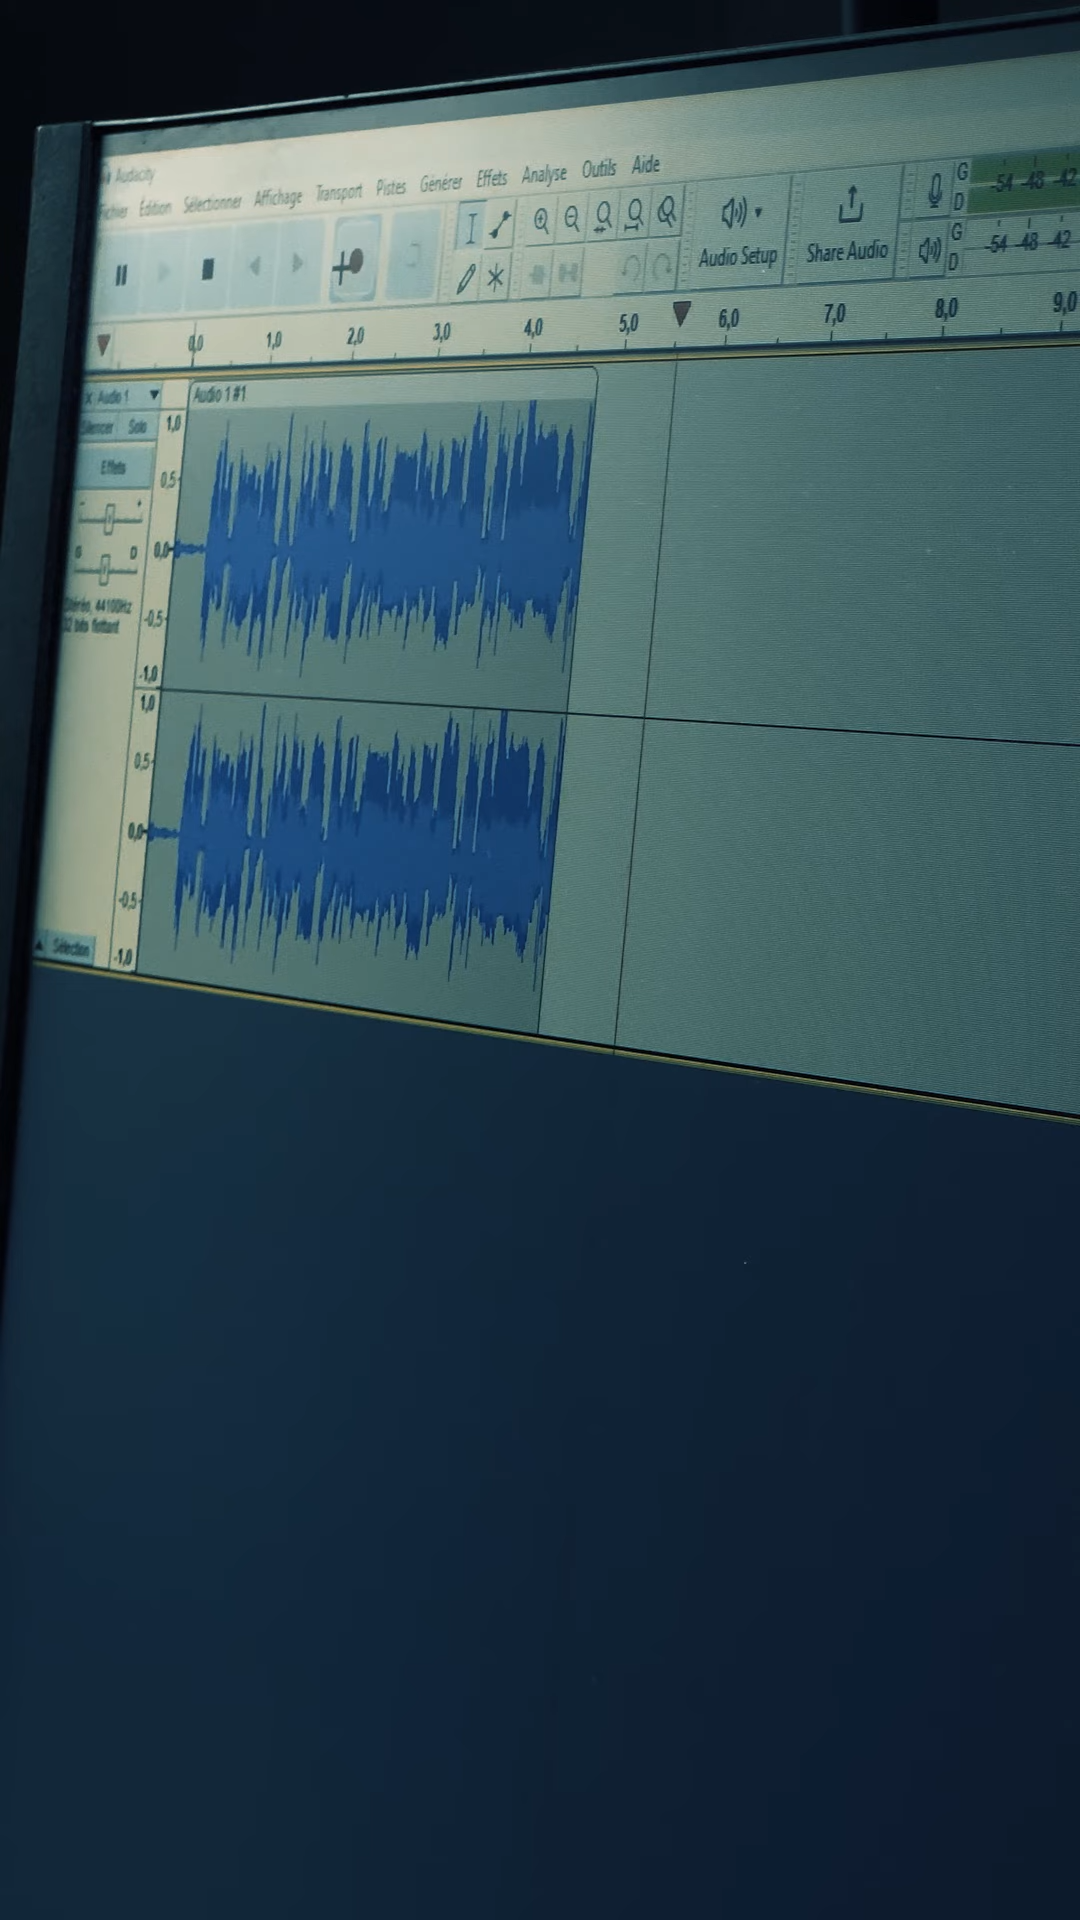 Audacity
Fichier Édition Sélectionner Affichage Transport Pistes Générer Effets Analyse Outils Aide
G
D
-54 -48 -42
Audio Setup
Share Audio
G
D
-54 -48 -42
0,0 1,0 2,0 3,0 4,0 5,0 6,0 7,0 8,0 9,0
× Audio 1
Audio 1 #1
Silencer Solo
Effets
- +
G D
Stéréo, 44100Hz
32 bits flottant
1,0
0,5
0,0
-0,5
-1,0
1,0
0,5
0,0
-0,5
-1,0
Sélection